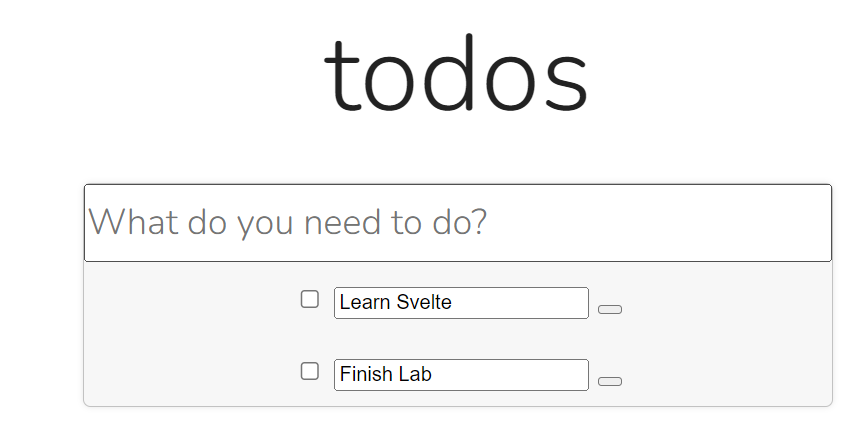 todos
What do you need to do?
Learn Svelte
Finish Lab